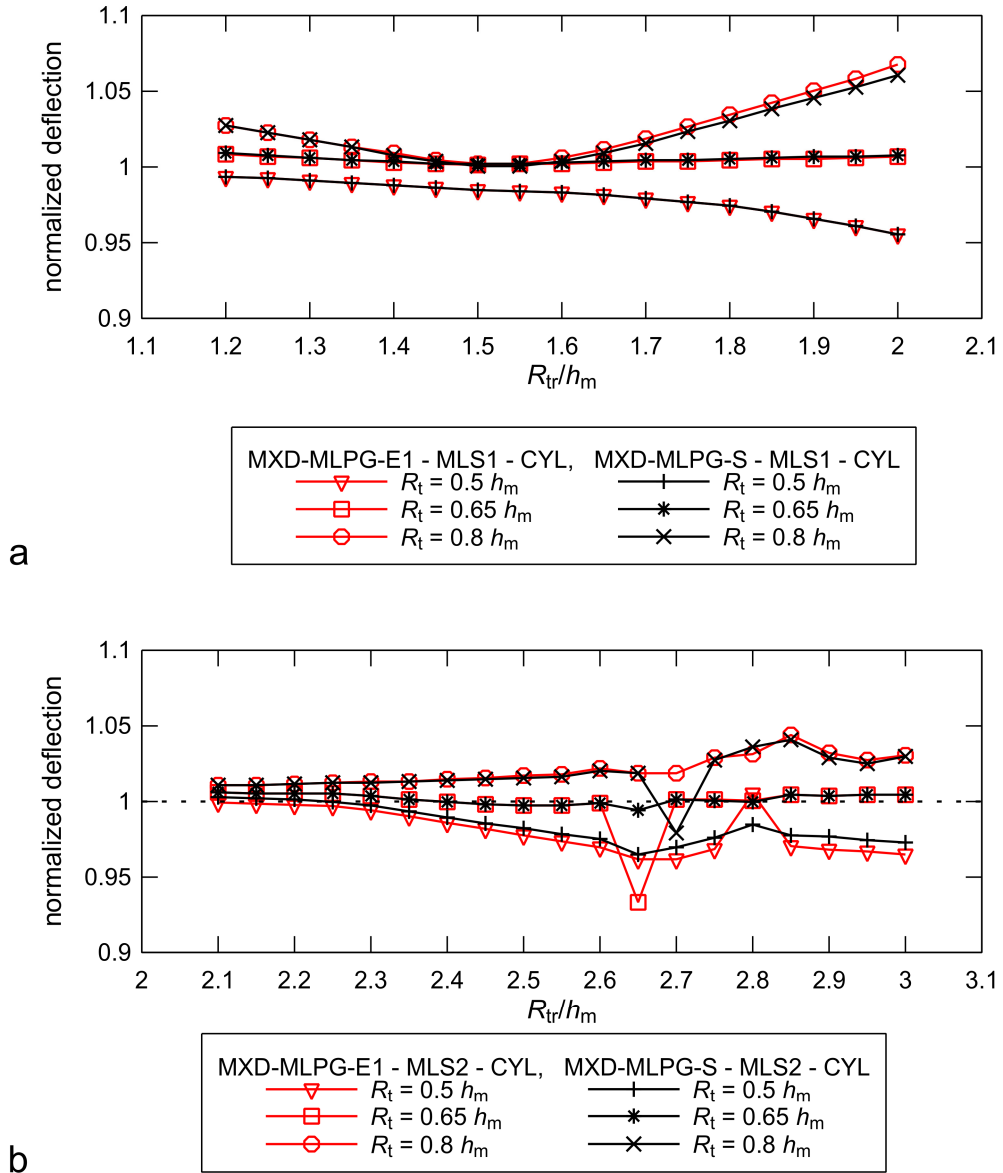 1.1
1.05
1
0.95
0.9
normalized deflection
1.1 1.2 1.3 1.4 1.5 1.6 1.7 1.8 1.9 2 2.1
Rtr/hm
MXD-MLPG-E1 - MLS1 - CYL, MXD-MLPG-S - MLS1 - CYL
Rt = 0.5 hm Rt = 0.5 hm
Rt = 0.65 hm Rt = 0.65 hm
Rt = 0.8 hm Rt = 0.8 hm
a
1.1
1.05
1
0.95
0.9
normalized deflection
2 2.1 2.2 2.3 2.4 2.5 2.6 2.7 2.8 2.9 3 3.1
Rtr/hm
MXD-MLPG-E1 - MLS2 - CYL, MXD-MLPG-S - MLS2 - CYL
Rt = 0.5 hm Rt = 0.5 hm
Rt = 0.65 hm Rt = 0.65 hm
Rt = 0.8 hm Rt = 0.8 hm
b